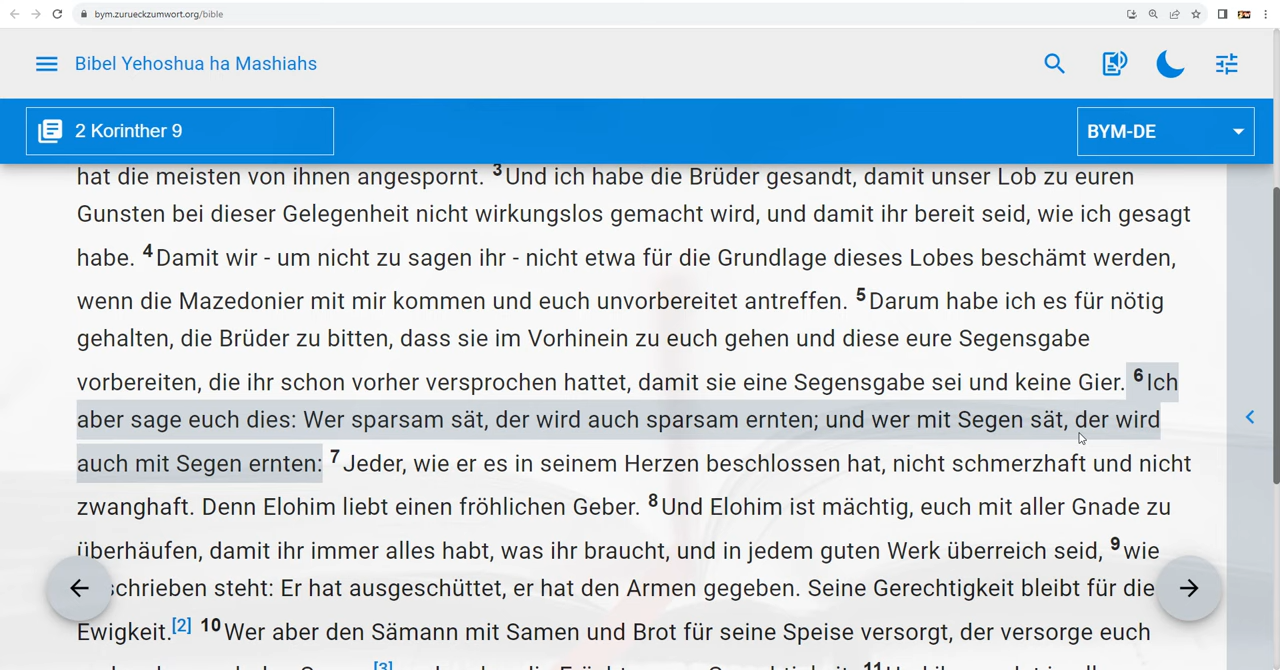 bym.zurueckzumwort.org/bible
Bibel Yehoshua ha Mashiahs
2 Korinther 9
BYM-DE
hat die meisten von ihnen angespornt. 3 Und ich habe die Brüder gesandt, damit unser Lob zu euren
Gunsten bei dieser Gelegenheit nicht wirkungslos gemacht wird, und damit ihr bereit seid, wie ich gesagt
habe. 4 Damit wir - um nicht zu sagen ihr - nicht etwa für die Grundlage dieses Lobes beschämt werden,
wenn die Mazedonier mit mir kommen und euch unvorbereitet antreffen. 5 Darum habe ich es für nötig
gehalten, die Brüder zu bitten, dass sie im Vorhinein zu euch gehen und diese eure Segensgabe
vorbereiten, die ihr schon vorher versprochen hattet, damit sie eine Segensgabe sei und keine Gier. 6 Ich
aber sage euch dies: Wer sparsam sät, der wird auch sparsam ernten; und wer mit Segen sät, der wird
auch mit Segen ernten: 7 Jeder, wie er es in seinem Herzen beschlossen hat, nicht schmerzhaft und nicht
zwanghaft. Denn Elohim liebt einen fröhlichen Geber. 8 Und Elohim ist mächtig, euch mit aller Gnade zu
überhäufen, damit ihr immer alles habt, was ihr braucht, und in jedem guten Werk überreich seid, 9 wie
schrieben steht: Er hat ausgeschüttet, er hat den Armen gegeben. Seine Gerechtigkeit bleibt für die
Ewigkeit.[2] 10 Wer aber den Sämann mit Samen und Brot für seine Speise versorgt, der versorge euch
[3] 11